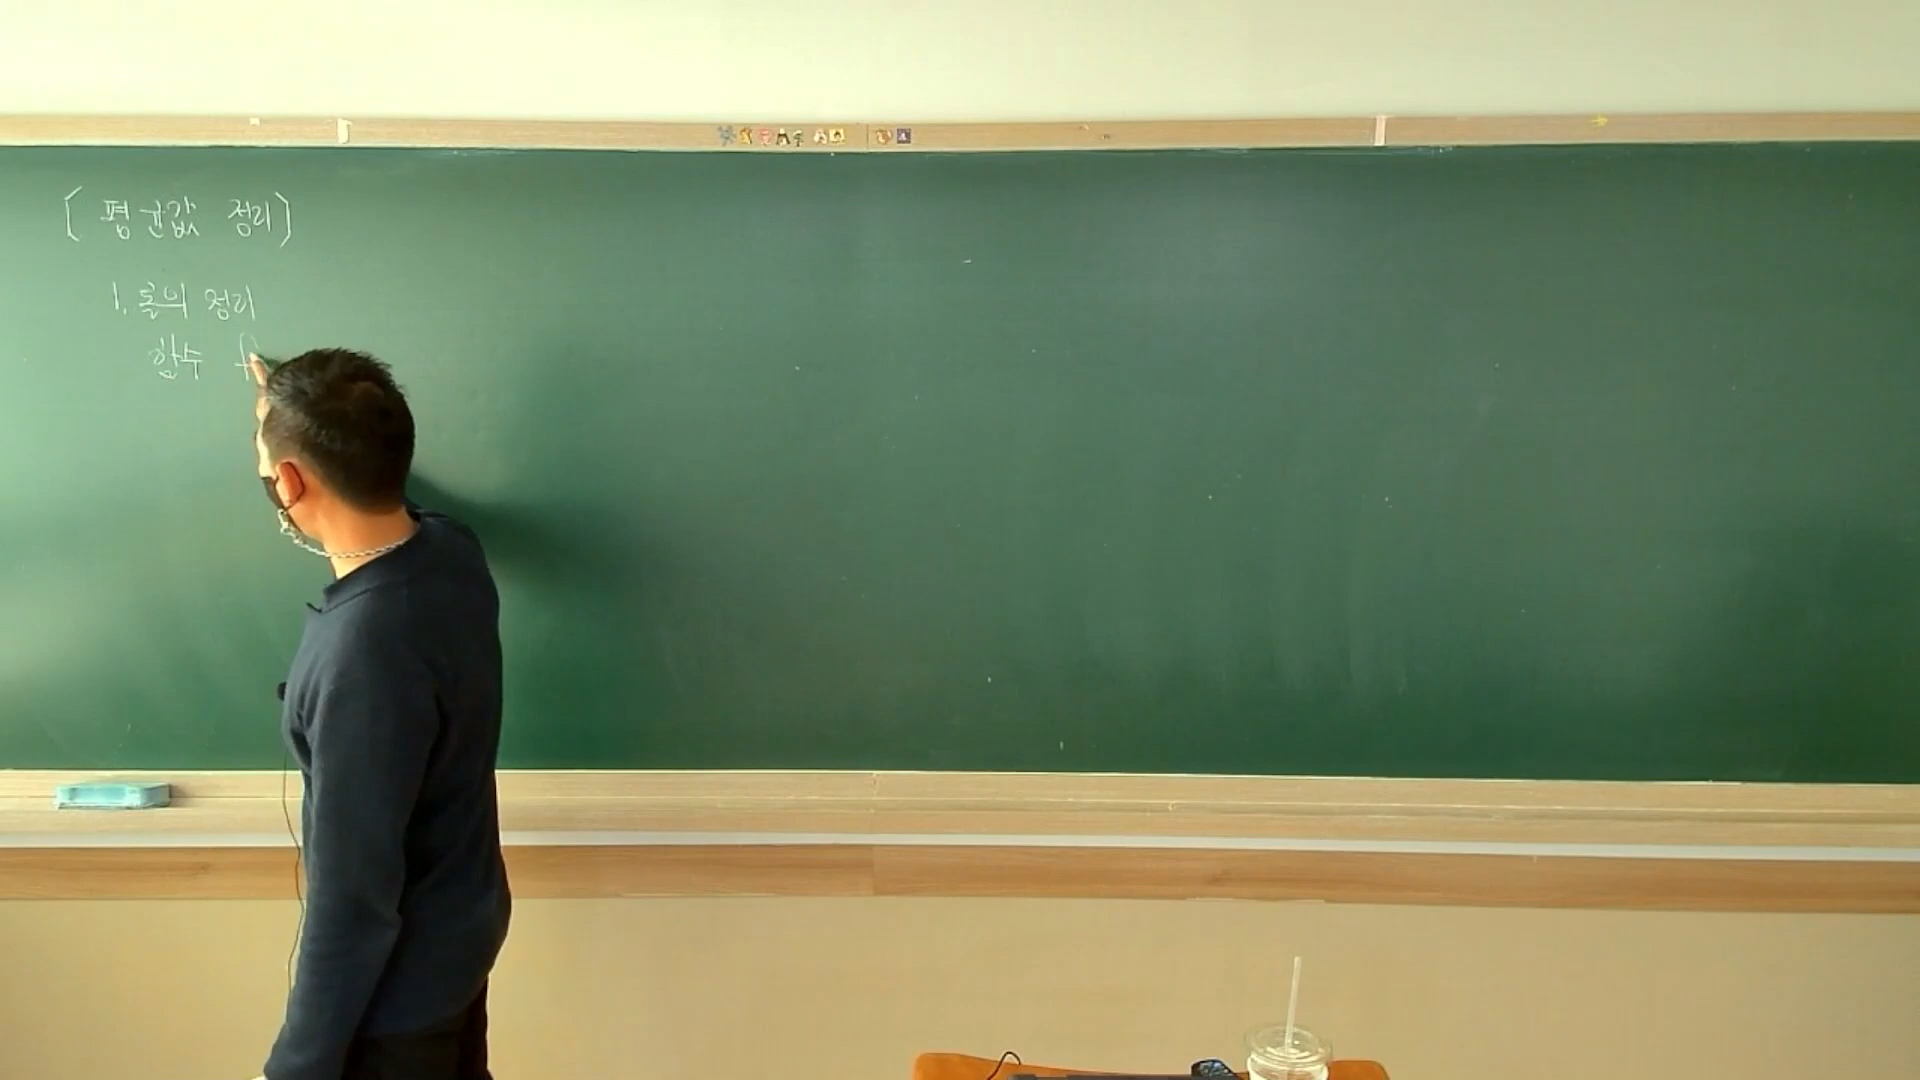 [ 평균값 정리 ]
1. 롤의 정리
함수 f